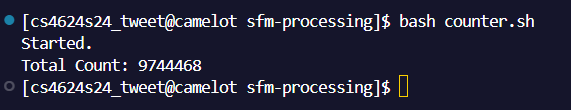 [cs4624s24_tweet@camelot sfm-processing]$ bash counter.sh
Started.
Total Count: 9744468
[cs4624s24_tweet@camelot sfm-processing]$